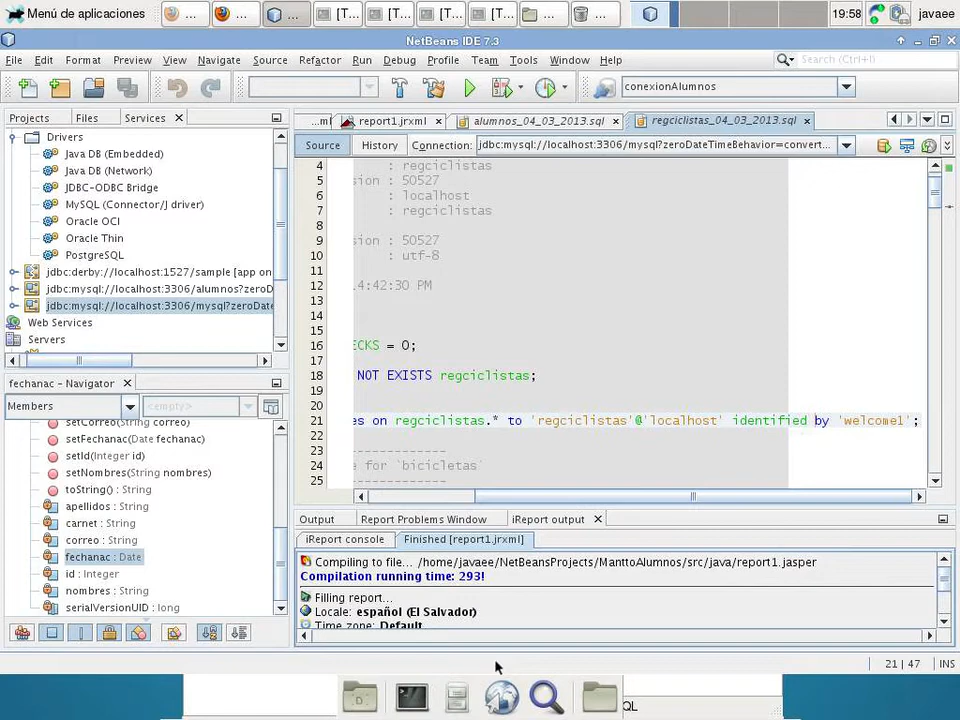 Menú de aplicaciones
...
...
[T...
[T...
[T...
[T...
...
...
19:58
javaee
NetBeans IDE 7.3
File Edit Format Preview View Navigate Source Refactor Run Debug Profile Team Tools Window Help
Search (Ctrl+I)
conexionAlumnos
Projects Files Services
...ml report1.jrxml alumnos_04_03_2013.sql regciclistas_04_03_2013.sql
Source History Connection: jdbc:mysql://localhost:3306/mysql?zeroDateTimeBehavior=convert...
Drivers
Java DB (Embedded)
Java DB (Network)
JDBC-ODBC Bridge
MySQL (Connector/J driver)
Oracle OCI
Oracle Thin
PostgreSQL
jdbc:derby://localhost:1527/sample [app on
jdbc:mysql://localhost:3306/alumnos?zeroD
jdbc:mysql://localhost:3306/mysql?zeroDate
Web Services
Servers
4 : regciclistas
5 sion : 50527
6 : localhost
7 : regciclistas
8
9 sion : 50527
10 : utf-8
11
12 14:42:30 PM
13
14
15
16 ECKS = 0;
17
18 NOT EXISTS regciclistas;
19
20
21 es on regciclistas.* to 'regciclistas'@'localhost' identified by 'welcome1';
22
23 -------------
24 e for `bicicletas`
25 -------------
fechanac - Navigator
Members <empty>
setCorreo(String correo)
setFechanac(Date fechanac)
setId(Integer id)
setNombres(String nombres)
toString() : String
apellidos : String
carnet : String
correo : String
fechanac : Date
id : Integer
nombres : String
serialVersionUID : long
Output Report Problems Window iReport output
iReport console Finished [report1.jrxml]
Compiling to file... /home/javaee/NetBeansProjects/ManttoAlumnos/src/java/report1.jasper
Compilation running time: 293!
Filling report...
Locale: español (El Salvador)
Time zone: Default
21 | 47 INS
QL